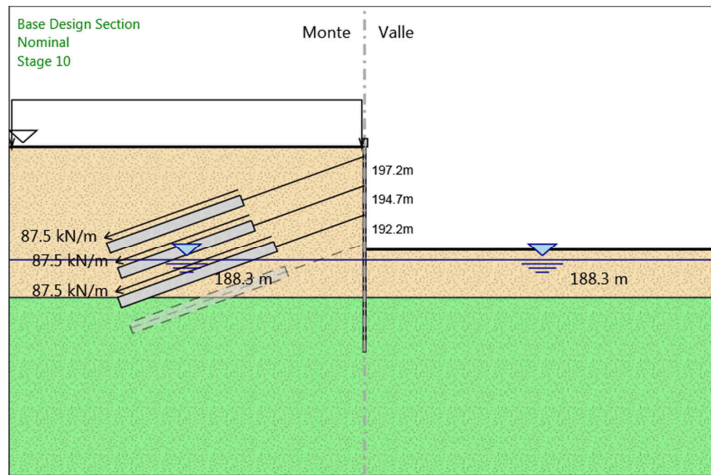 Base Design Section
Nominal
Stage 10
Monte
Valle
197.2m
194.7m
192.2m
87.5 kN/m
87.5 kN/m
87.5 kN/m
188.3 m
188.3 m